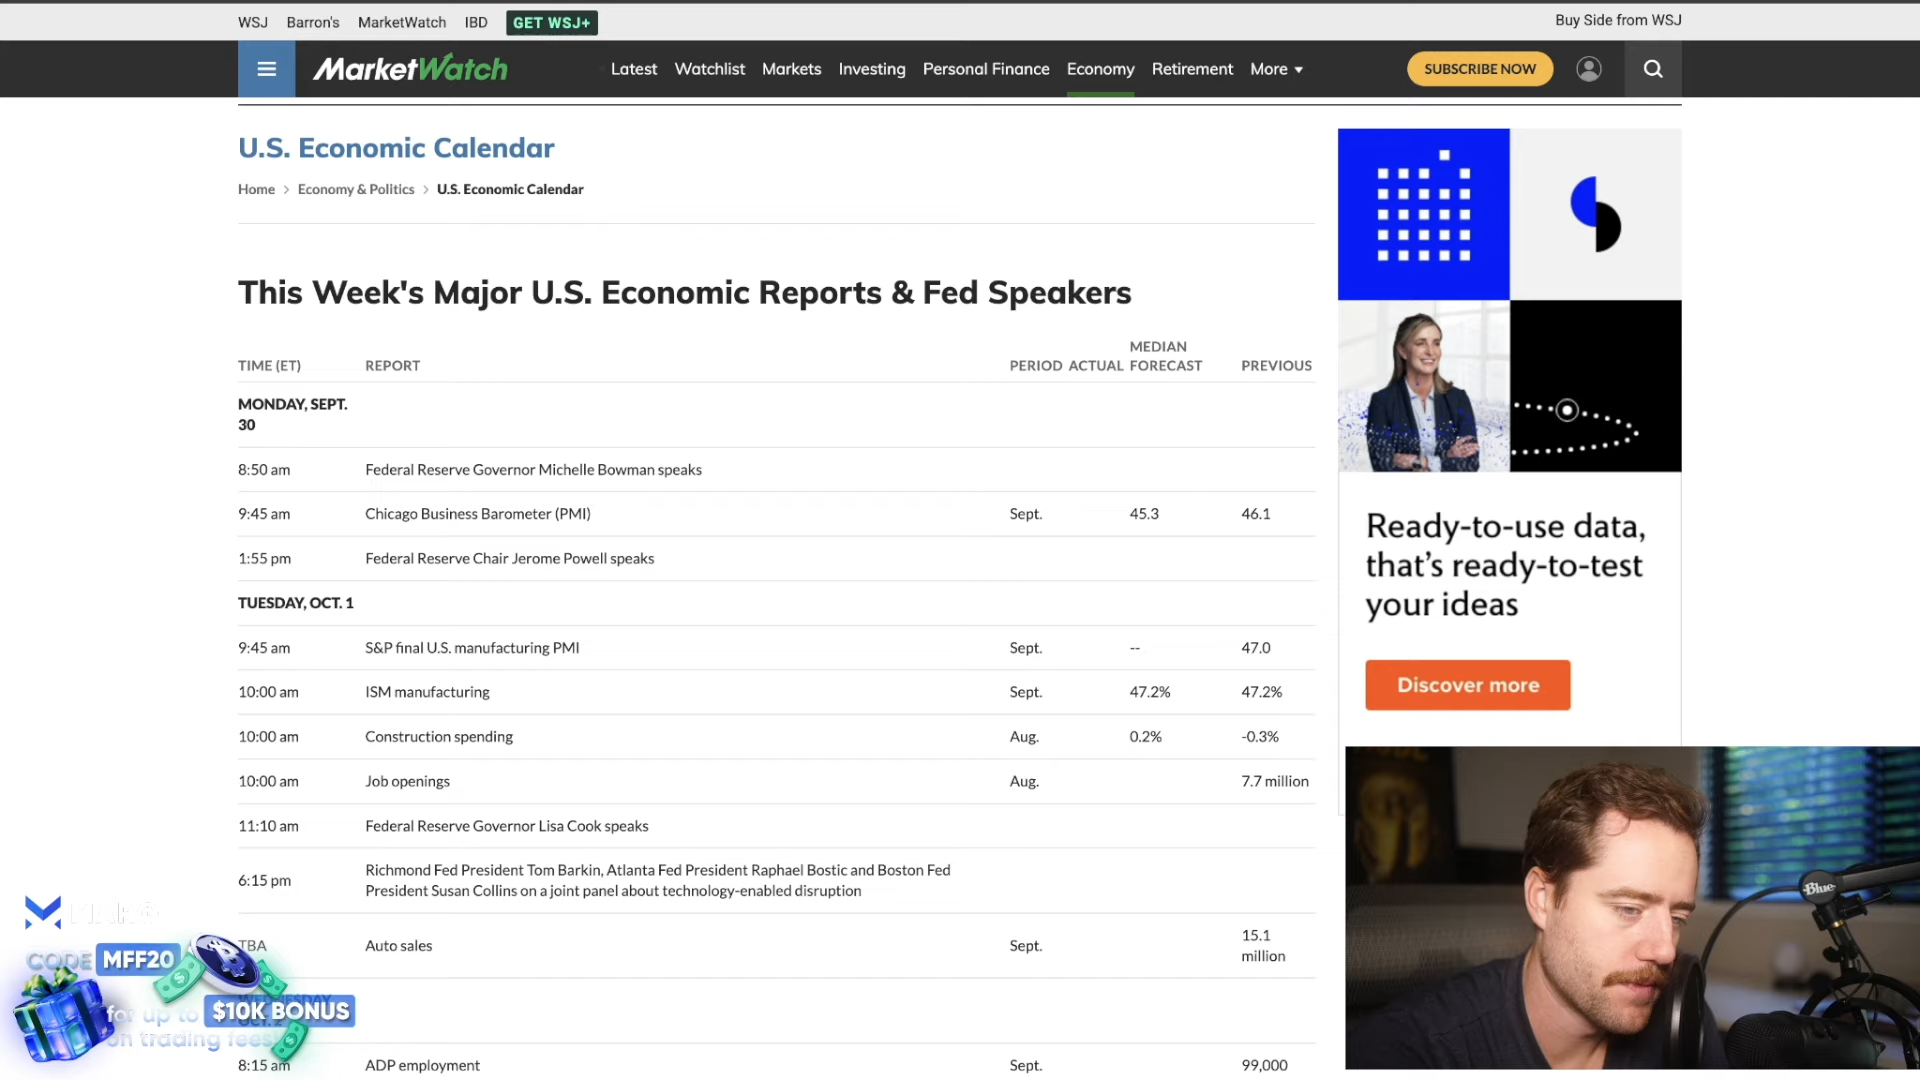 WSJ Barron's MarketWatch IBD GET WSJ+ Buy Side from WSJ
MarketWatch Latest Watchlist Markets Investing Personal Finance Economy Retirement More SUBSCRIBE NOW
U.S. Economic Calendar
Home > Economy & Politics > U.S. Economic Calendar
This Week's Major U.S. Economic Reports & Fed Speakers
TIME (ET) REPORT PERIOD ACTUAL MEDIAN FORECAST PREVIOUS
MONDAY, SEPT.
30
8:50 am Federal Reserve Governor Michelle Bowman speaks
9:45 am Chicago Business Barometer (PMI) Sept. 45.3 46.1
1:55 pm Federal Reserve Chair Jerome Powell speaks
TUESDAY, OCT. 1
9:45 am S&P final U.S. manufacturing PMI Sept. -- 47.0
10:00 am ISM manufacturing Sept. 47.2% 47.2%
10:00 am Construction spending Aug. 0.2% -0.3%
10:00 am Job openings Aug. 7.7 million
11:10 am Federal Reserve Governor Lisa Cook speaks
6:15 pm Richmond Fed President Tom Barkin, Atlanta Fed President Raphael Bostic and Boston Fed
President Susan Collins on a joint panel about technology-enabled disruption
TBA Auto sales Sept. 15.1
million
WEDNESDAY,
OCT. 2
8:15 am ADP employment Sept. 99,000
Ready-to-use data,
that's ready-to-test
your ideas
Discover more
CODE MFF20
for up to $10K BONUS
on trading fees
Blue